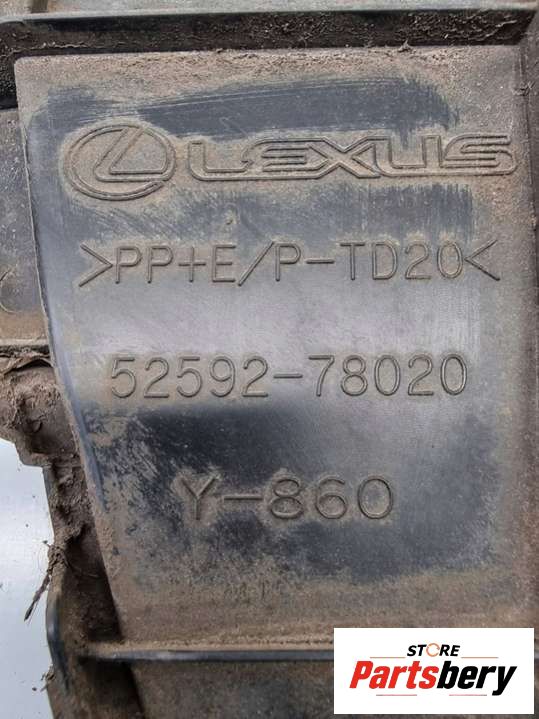 LEXUS
>PP+E/P-TD20<
52592-78020
Y-860
STORE
Partsbery